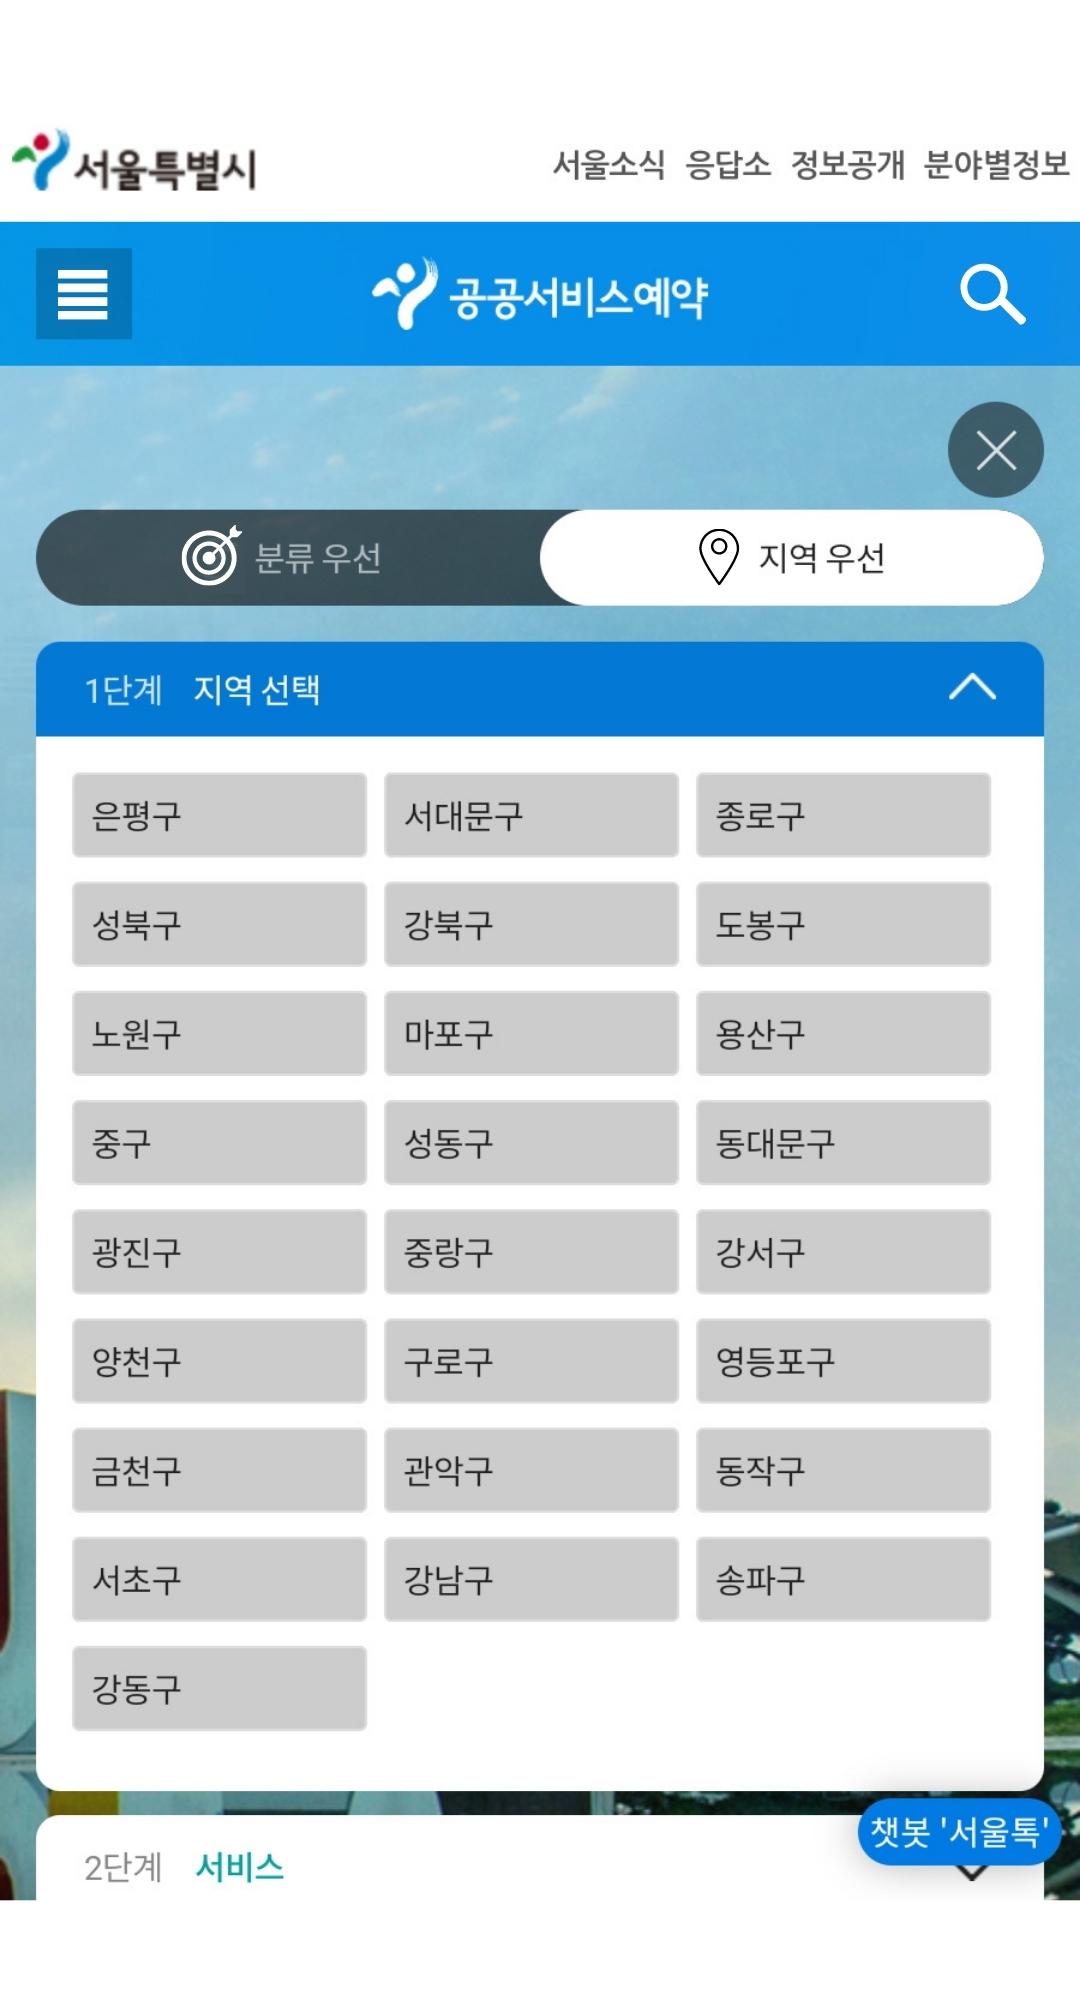 서울특별시
서울소식 응답소 정보공개 분야별정보
공공서비스예약
분류 우선 지역 우선
1단계 지역 선택
은평구 서대문구 종로구
성북구 강북구 도봉구
노원구 마포구 용산구
중구 성동구 동대문구
광진구 중랑구 강서구
양천구 구로구 영등포구
금천구 관악구 동작구
서초구 강남구 송파구
강동구
챗봇 '서울톡'
2단계 서비스